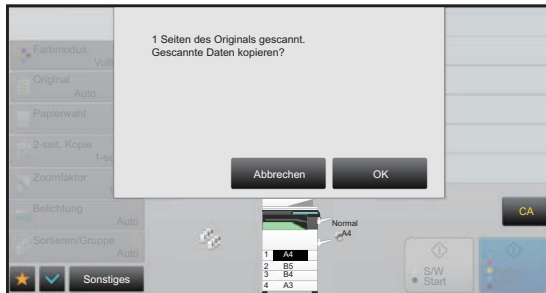 1 Seiten des Originals gescannt.
Gescannte Daten kopieren?
Abbrechen
OK
Farbmodus
Original
Auto
Papierwahl
2-seit. Kopie
Zoomfaktor
Belichtung
Auto
Sortieren/Gruppe
Auto
Sonstiges
Normal
A4
1 A4
2 B5
3 B4
4 A3
CA
S/W
Start
Start